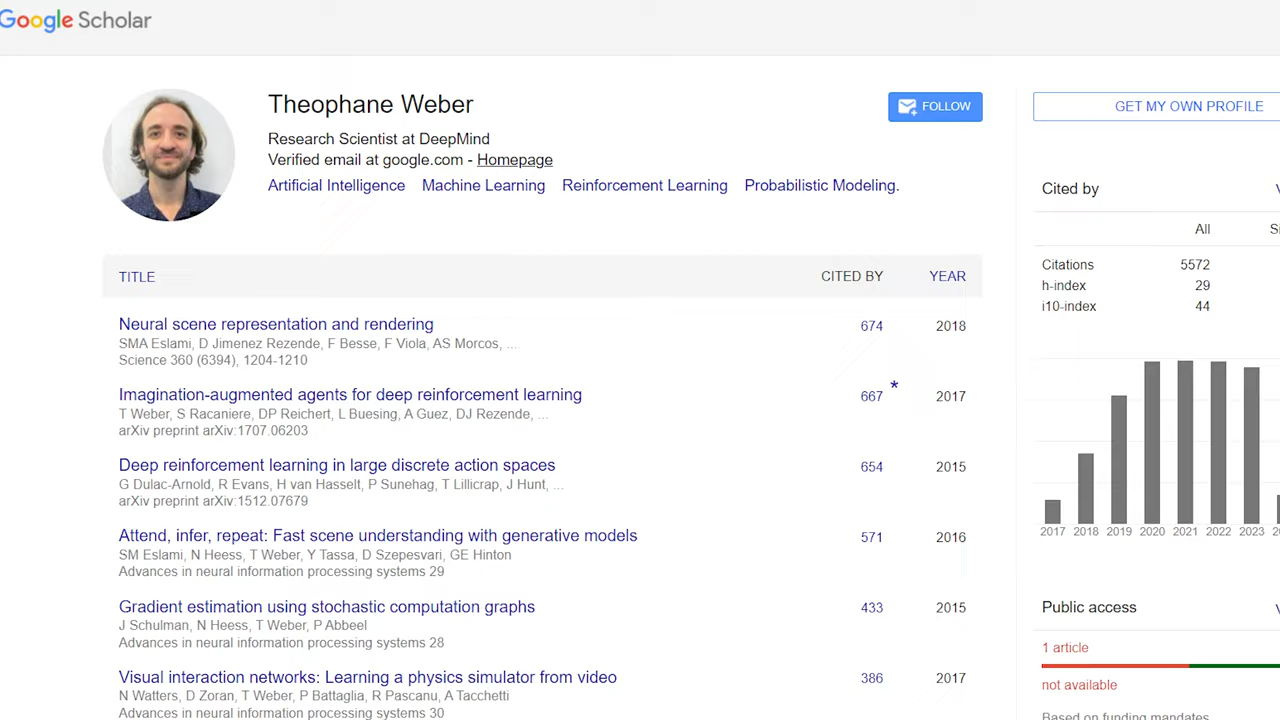 Google Scholar
Theophane Weber
FOLLOW
Research Scientist at DeepMind
Verified email at google.com - Homepage
Artificial Intelligence Machine Learning Reinforcement Learning Probabilistic Modeling.
TITLE CITED BY YEAR
Neural scene representation and rendering 674 2018
SMA Eslami, D Jimenez Rezende, F Besse, F Viola, AS Morcos, ...
Science 360 (6394), 1204-1210
Imagination-augmented agents for deep reinforcement learning 667 * 2017
T Weber, S Racaniere, DP Reichert, L Buesing, A Guez, DJ Rezende, ...
arXiv preprint arXiv:1707.06203
Deep reinforcement learning in large discrete action spaces 654 2015
G Dulac-Arnold, R Evans, H van Hasselt, P Sunehag, T Lillicrap, J Hunt, ...
arXiv preprint arXiv:1512.07679
Attend, infer, repeat: Fast scene understanding with generative models 571 2016
SM Eslami, N Heess, T Weber, Y Tassa, D Szepesvari, GE Hinton
Advances in neural information processing systems 29
Gradient estimation using stochastic computation graphs 433 2015
J Schulman, N Heess, T Weber, P Abbeel
Advances in neural information processing systems 28
Visual interaction networks: Learning a physics simulator from video 386 2017
N Watters, D Zoran, T Weber, P Battaglia, R Pascanu, A Tacchetti
Advances in neural information processing systems 30
GET MY OWN PROFILE
Cited by
All
Citations 5572
h-index 29
i10-index 44
2017 2018 2019 2020 2021 2022 2023
Public access
1 article
not available
Based on funding mandates